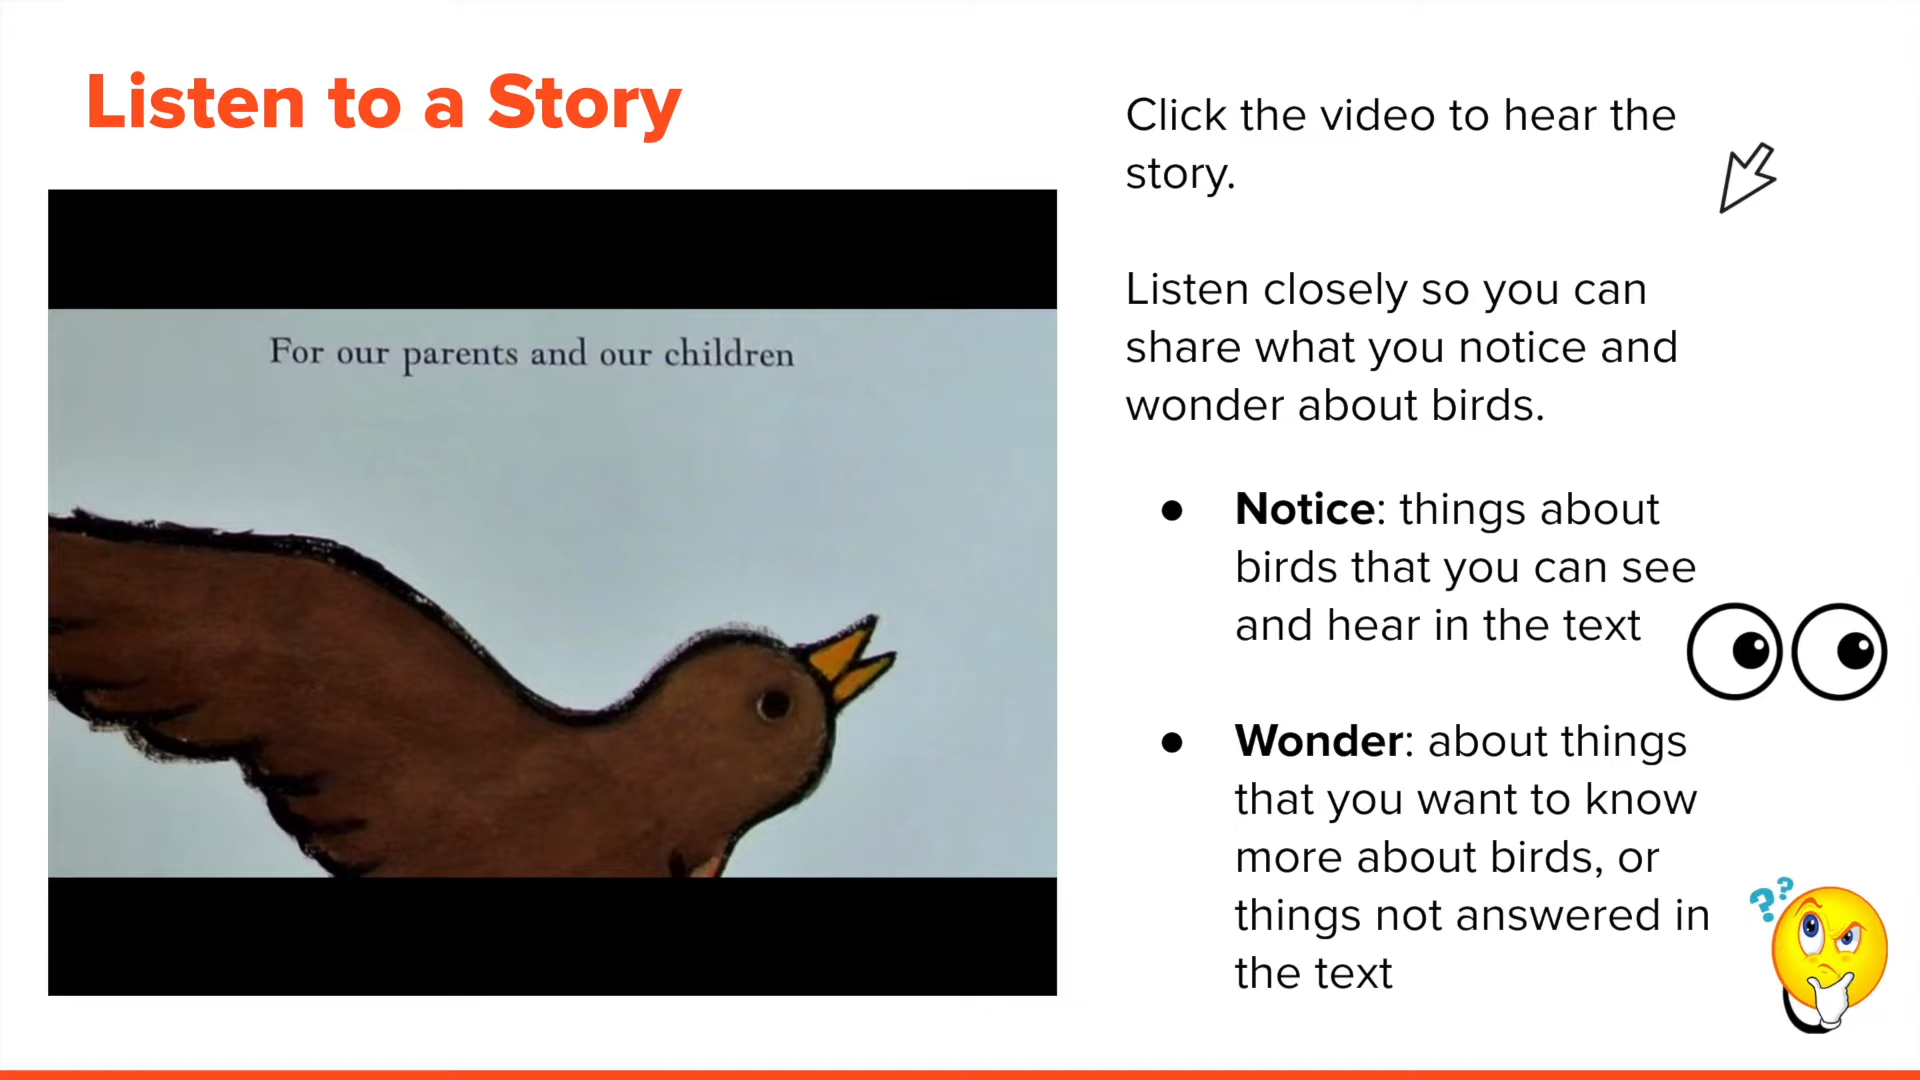 Listen to a Story
For our parents and our children
Click the video to hear the
story.
Listen closely so you can
share what you notice and
wonder about birds.
● Notice: things about
birds that you can see
and hear in the text
● Wonder: about things
that you want to know
more about birds, or
things not answered in
the text
??